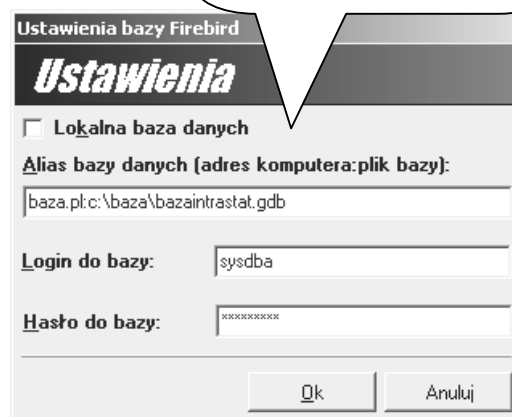 Ustawienia bazy Firebird
Ustawienia
Lokalna baza danych
Alias bazy danych (adres komputera:plik bazy):
baza.pl:c:\baza\bazaintrastat.gdb
Login do bazy: sysdba
Hasło do bazy: *********
Ok Anuluj